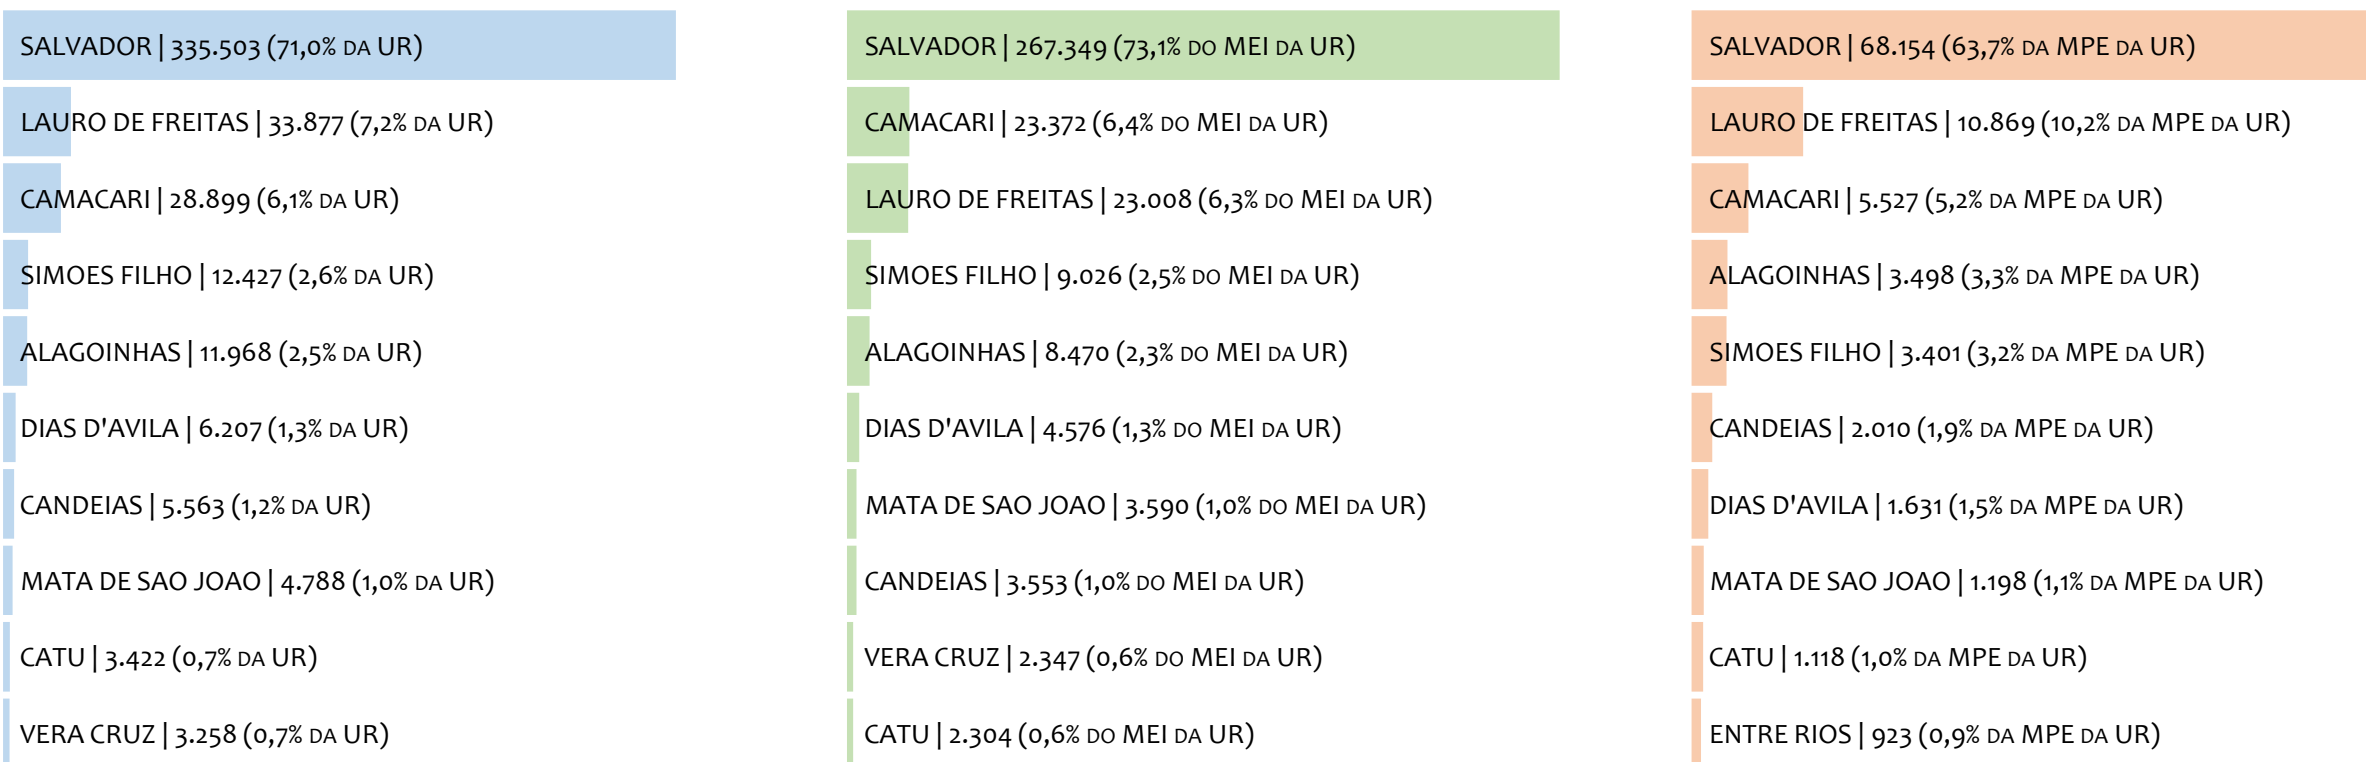 SALVADOR | 335.503 (71,0% DA UR)
LAURO DE FREITAS | 33.877 (7,2% DA UR)
CAMACARI | 28.899 (6,1% DA UR)
SIMOES FILHO | 12.427 (2,6% DA UR)
ALAGOINHAS | 11.968 (2,5% DA UR)
DIAS D'AVILA | 6.207 (1,3% DA UR)
CANDEIAS | 5.563 (1,2% DA UR)
MATA DE SAO JOAO | 4.788 (1,0% DA UR)
CATU | 3.422 (0,7% DA UR)
VERA CRUZ | 3.258 (0,7% DA UR)
SALVADOR | 267.349 (73,1% DO MEI DA UR)
CAMACARI | 23.372 (6,4% DO MEI DA UR)
LAURO DE FREITAS | 23.008 (6,3% DO MEI DA UR)
SIMOES FILHO | 9.026 (2,5% DO MEI DA UR)
ALAGOINHAS | 8.470 (2,3% DO MEI DA UR)
DIAS D'AVILA | 4.576 (1,3% DO MEI DA UR)
MATA DE SAO JOAO | 3.590 (1,0% DO MEI DA UR)
CANDEIAS | 3.553 (1,0% DO MEI DA UR)
VERA CRUZ | 2.347 (0,6% DO MEI DA UR)
CATU | 2.304 (0,6% DO MEI DA UR)
SALVADOR | 68.154 (63,7% DA MPE DA UR)
LAURO DE FREITAS | 10.869 (10,2% DA MPE DA UR)
CAMACARI | 5.527 (5,2% DA MPE DA UR)
ALAGOINHAS | 3.498 (3,3% DA MPE DA UR)
SIMOES FILHO | 3.401 (3,2% DA MPE DA UR)
CANDEIAS | 2.010 (1,9% DA MPE DA UR)
DIAS D'AVILA | 1.631 (1,5% DA MPE DA UR)
MATA DE SAO JOAO | 1.198 (1,1% DA MPE DA UR)
CATU | 1.118 (1,0% DA MPE DA UR)
ENTRE RIOS | 923 (0,9% DA MPE DA UR)